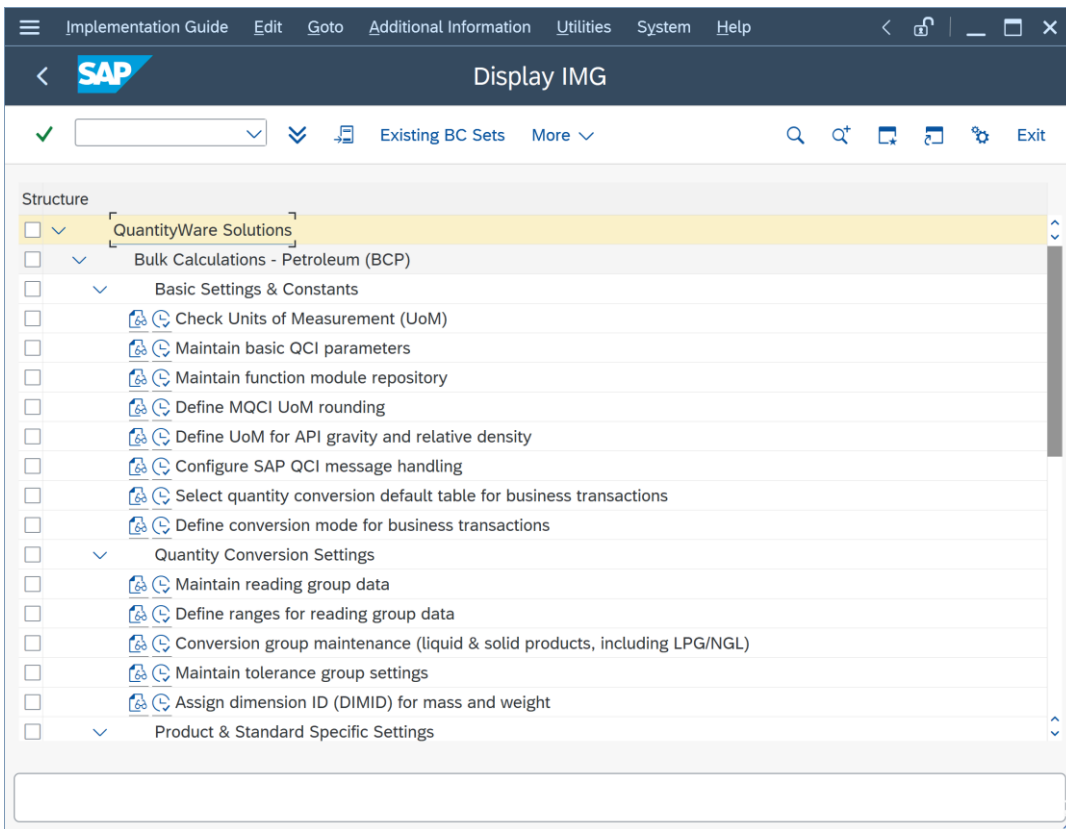 Implementation Guide Edit Goto Additional Information Utilities System Help
SAP Display IMG
Existing BC Sets More Exit
Structure
QuantityWare Solutions
Bulk Calculations - Petroleum (BCP)
Basic Settings & Constants
Check Units of Measurement (UoM)
Maintain basic QCI parameters
Maintain function module repository
Define MQCI UoM rounding
Define UoM for API gravity and relative density
Configure SAP QCI message handling
Select quantity conversion default table for business transactions
Define conversion mode for business transactions
Quantity Conversion Settings
Maintain reading group data
Define ranges for reading group data
Conversion group maintenance (liquid & solid products, including LPG/NGL)
Maintain tolerance group settings
Assign dimension ID (DIMID) for mass and weight
Product & Standard Specific Settings